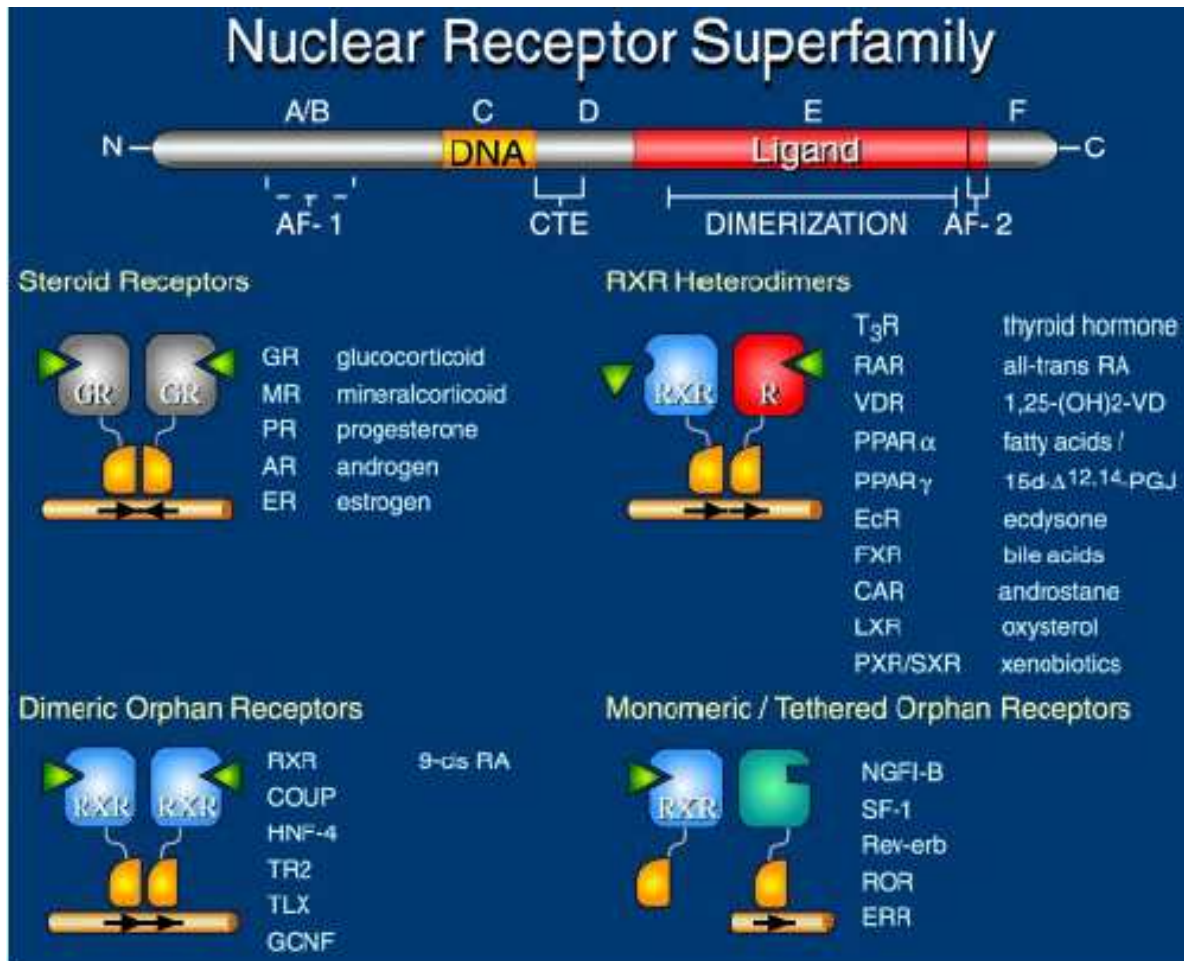 Nuclear Receptor Superfamily
A/B C D E F
N DNA Ligand C
AF-1 CTE DIMERIZATION AF-2
Steroid Receptors
GR GR
GR glucocorticoid
MR mineralcorticoid
PR progesterone
AR androgen
ER estrogen
RXR Heterodimers
RXR R
T₃R thyroid hormone
RAR all-trans RA
VDR 1,25-(OH)2-VD
PPAR α fatty acids /
PPAR γ 15d-Δ¹²,¹⁴-PGJ
EcR ecdysone
FXR bile acids
CAR androstane
LXR oxysterol
PXR/SXR xenobiotics
Dimeric Orphan Receptors
RXR RXR
RXR 9-cis RA
COUP
HNF-4
TR2
TLX
GCNF
Monomeric / Tethered Orphan Receptors
RXR
NGFI-B
SF-1
Rev-erb
ROR
ERR